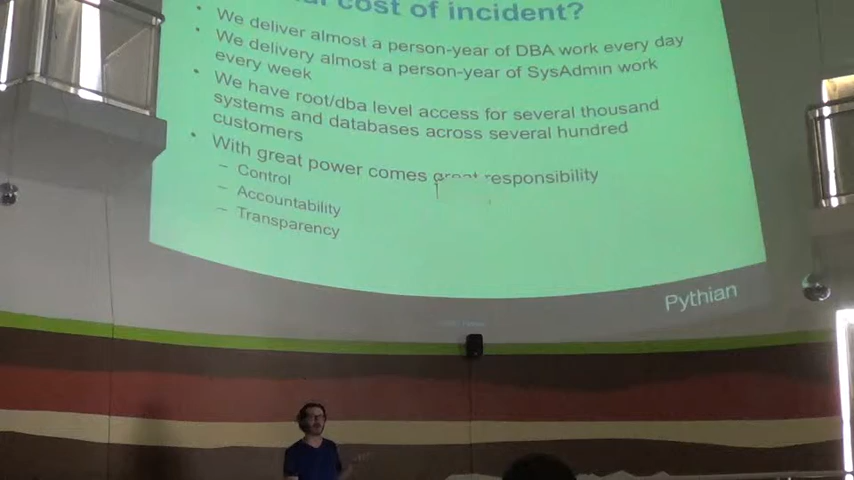 cost of incident?
• We deliver almost a person-year of DBA work every day
• We delivery almost a person-year of SysAdmin work
every week
• We have root/dba level access for several thousand
systems and databases across several hundred
customers
• With great power comes great responsibility
– Control
– Accountability
– Transparency
Pythian